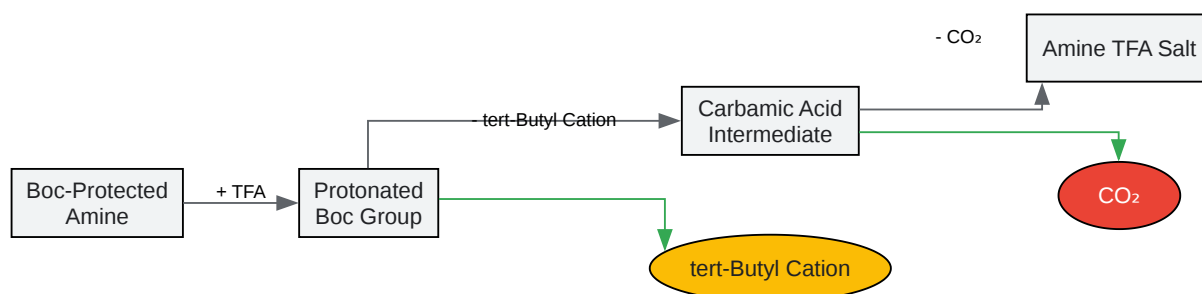 Boc-Protected
Amine
+ TFA
Protonated
Boc Group
- tert-Butyl Cation
tert-Butyl Cation
Carbamic Acid
Intermediate
- CO₂
Amine TFA Salt
CO₂